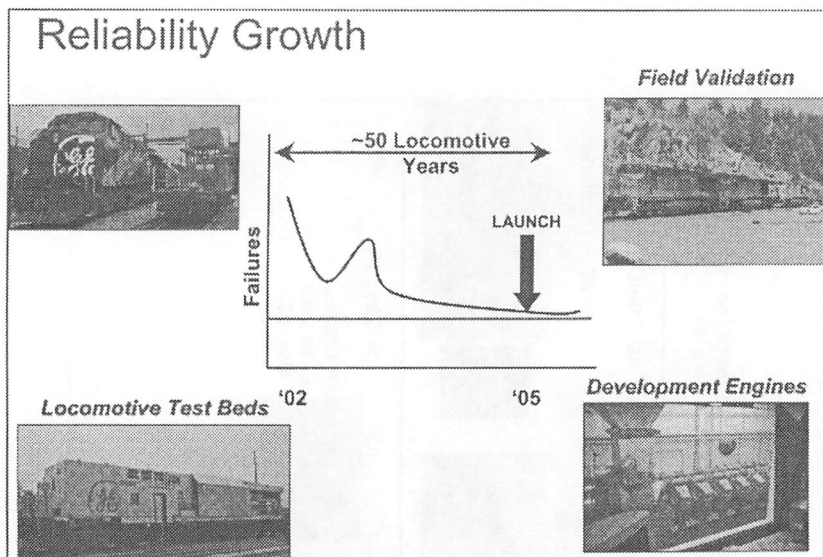 Reliability Growth
Field Validation
~50 Locomotive
Years
LAUNCH
Failures
'02
'05
Locomotive Test Beds
Development Engines